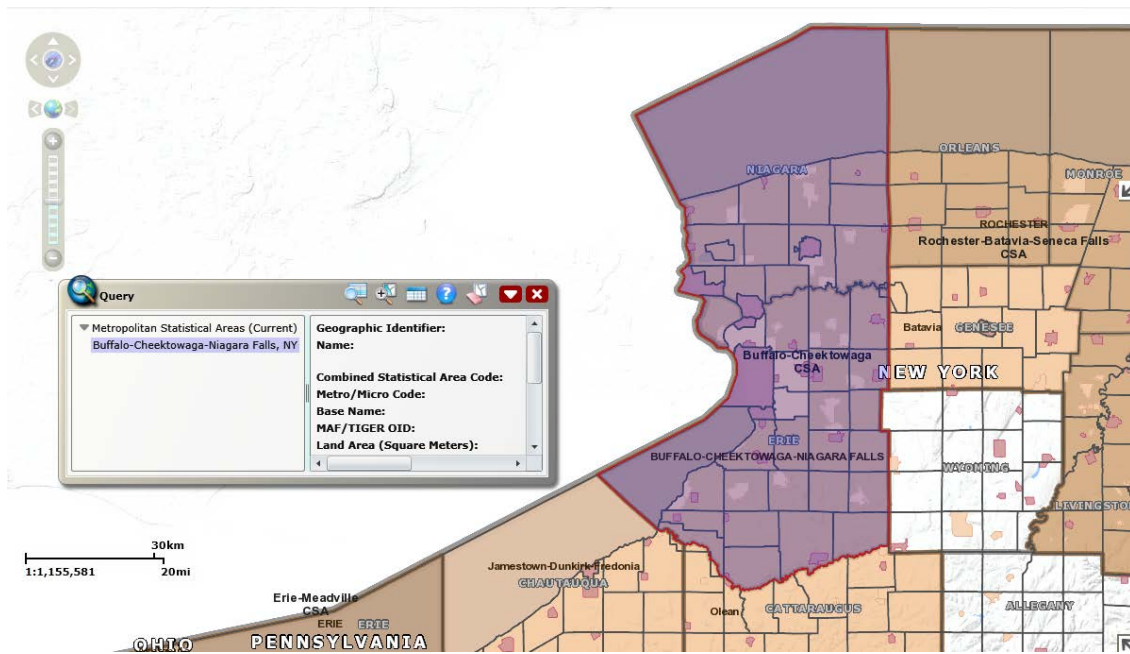 ORLEANS
NIAGARA
MONROE
ROCHESTER
Rochester-Batavia-Seneca Falls
CSA
Query
Metropolitan Statistical Areas (Current)
Buffalo-Cheektowaga-Niagara Falls, NY
Geographic Identifier:
Name:
Combined Statistical Area Code:
Metro/Micro Code:
Base Name:
MAF/TIGER OID:
Land Area (Square Meters):
Batavia
GENESEE
Buffalo-Cheektowaga
CSA
NEW YORK
ERIE
BUFFALO-CHEEKTOWAGA-NIAGARA FALLS
WYOMING
LIVINGSTON
30km
1:1,155,581
20mi
Jamestown-Dunkirk-Fredonia
CHAUTAUQUA
Erie-Meadville
CSA
ERIE
ERIE
Olean
CATTARAUGUS
ALLEGANY
OHIO
PENNSYLVANIA